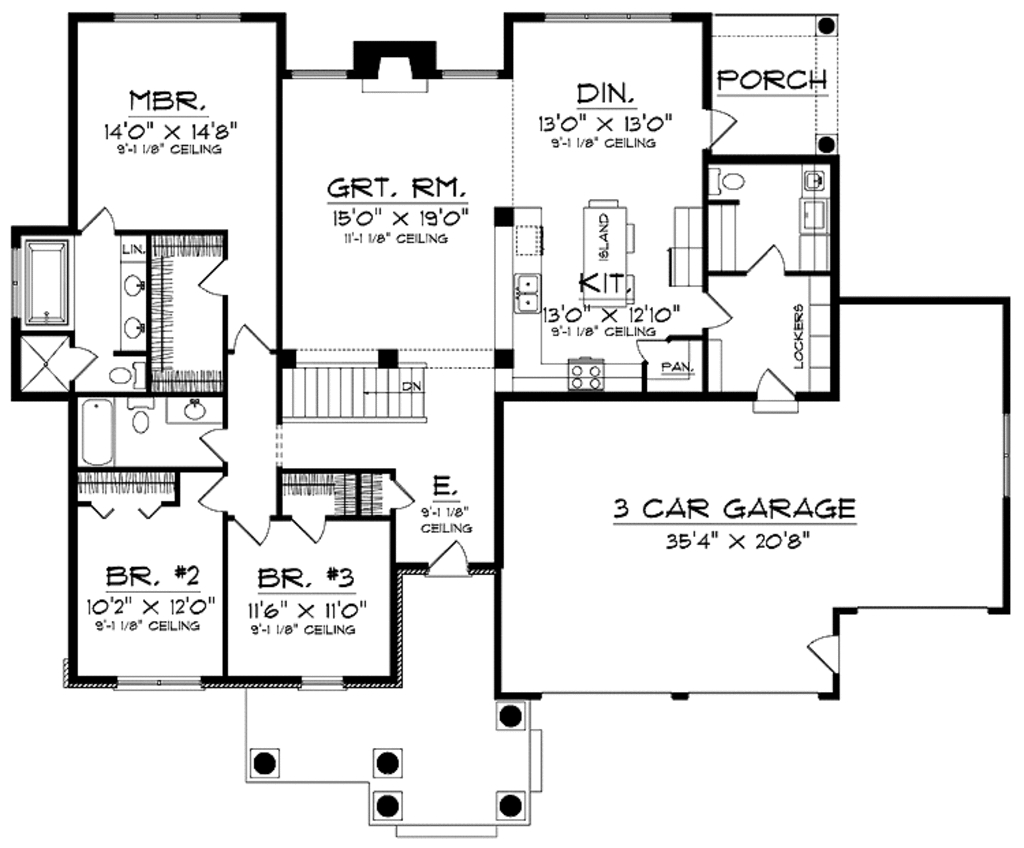 MBR.
14'0" X 14'8"
9'-1 1/8" CEILING
GRT. RM.
15'0" X 19'0"
11'-1 1/8" CEILING
DIN.
13'0" X 13'0"
9'-1 1/8" CEILING
PORCH
LIN.
ISLAND
KIT.
13'0" X 12'10"
9'-1 1/8" CEILING
LOCKERS
PAN.
DN
E.
9'-1 1/8"
CEILING
3 CAR GARAGE
35'4" X 20'8"
BR. #2
10'2" X 12'0"
9'-1 1/8" CEILING
BR. #3
11'6" X 11'0"
9'-1 1/8" CEILING